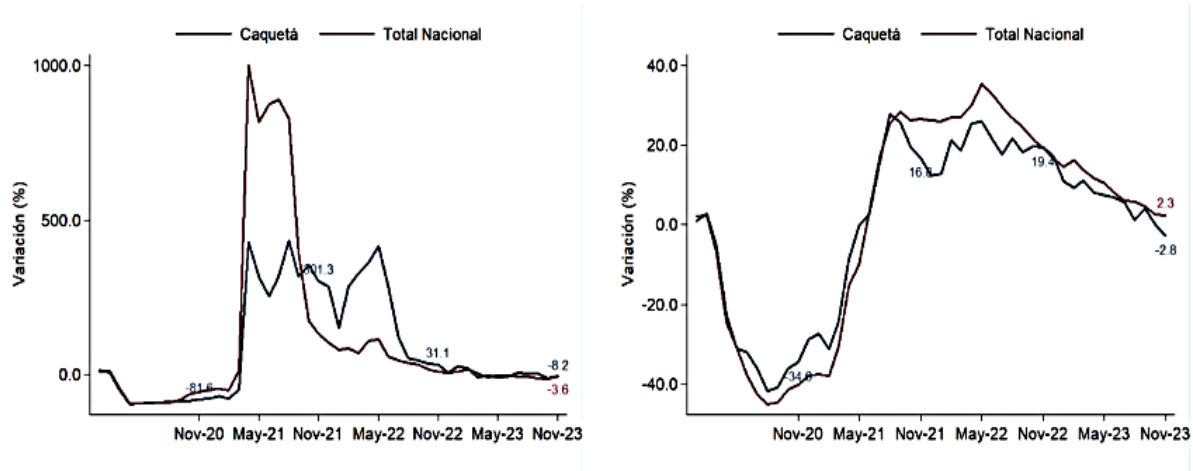 Caquetá Total Nacional
1000.0
500.0
0.0
Variación (%)
-81.6
301.3
31.1
-8.2
-3.6
Nov-20 May-21 Nov-21 May-22 Nov-22 May-23 Nov-23
Caquetá Total Nacional
40.0
20.0
0.0
-20.0
-40.0
Variación (%)
16.8
19.4
2.3
-2.8
Nov-20 May-21 Nov-21 May-22 Nov-22 May-23 Nov-23